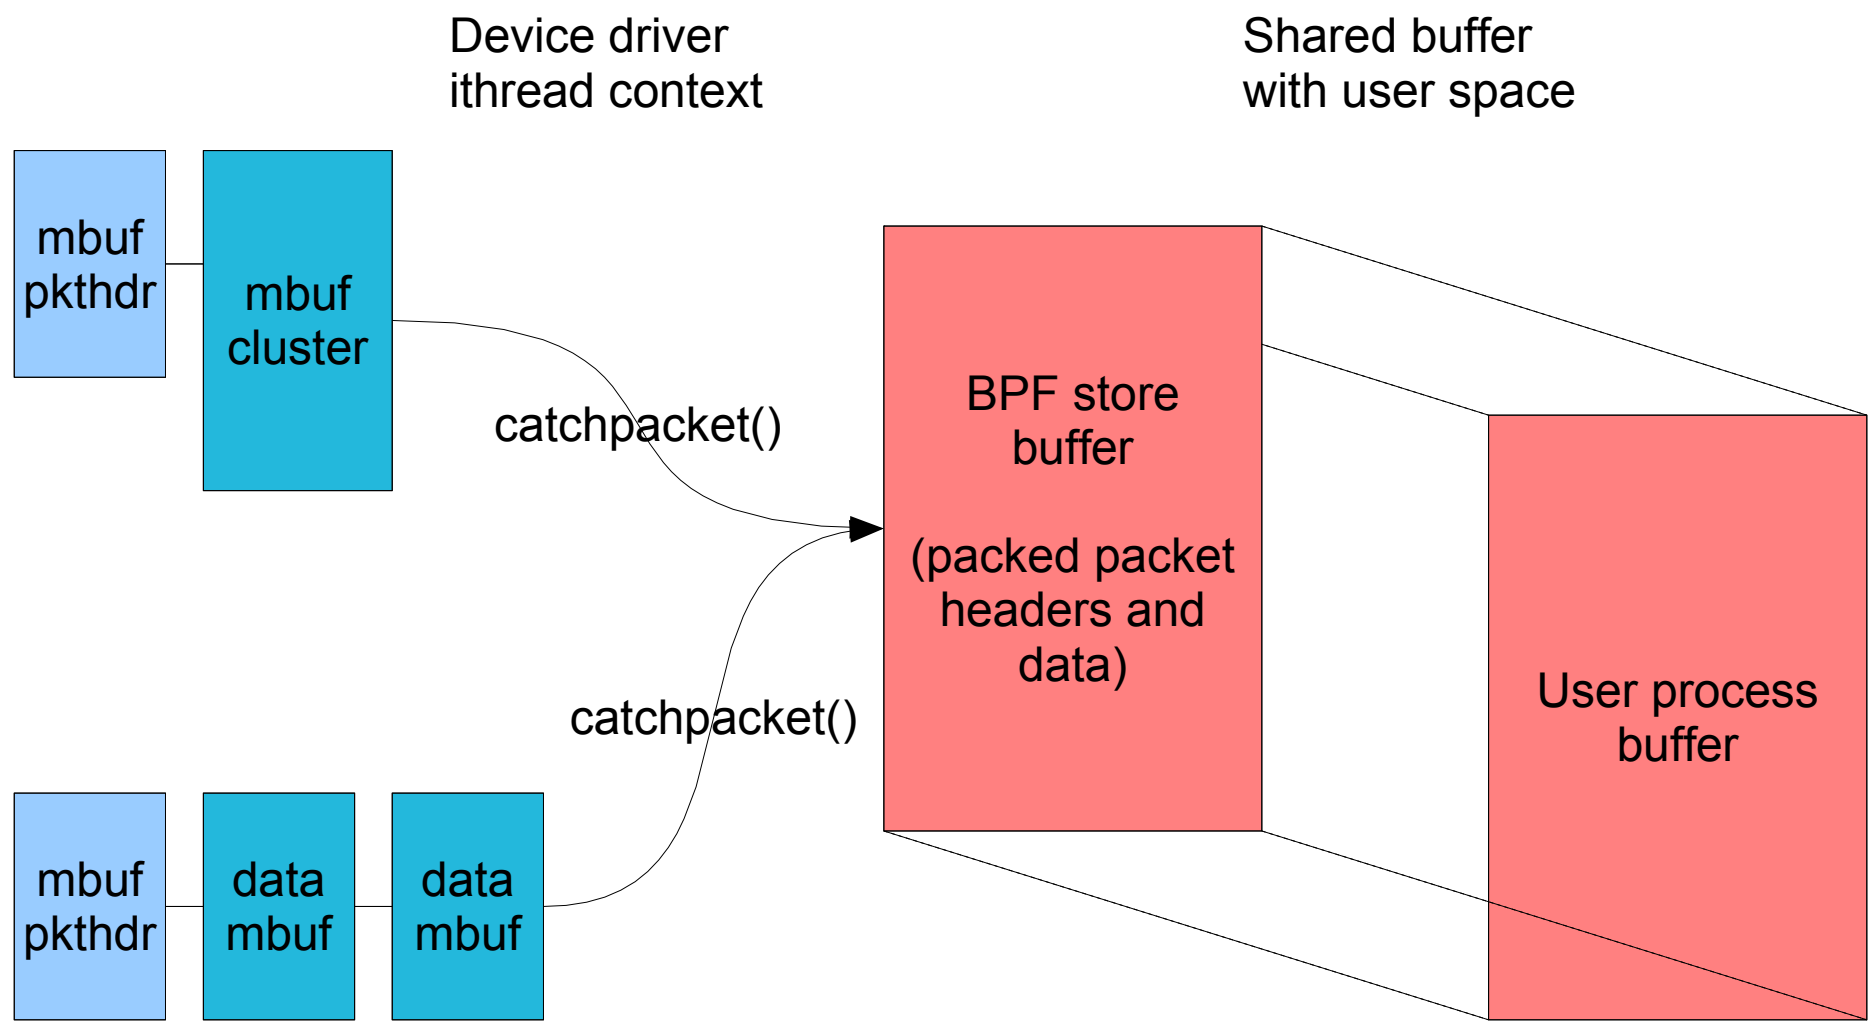 Device driver
ithread context
Shared buffer
with user space
mbuf
pkthdr
mbuf
cluster
catchpacket()
BPF store
buffer
(packed packet
headers and
data)
User process
buffer
catchpacket()
mbuf
pkthdr
data
mbuf
data
mbuf